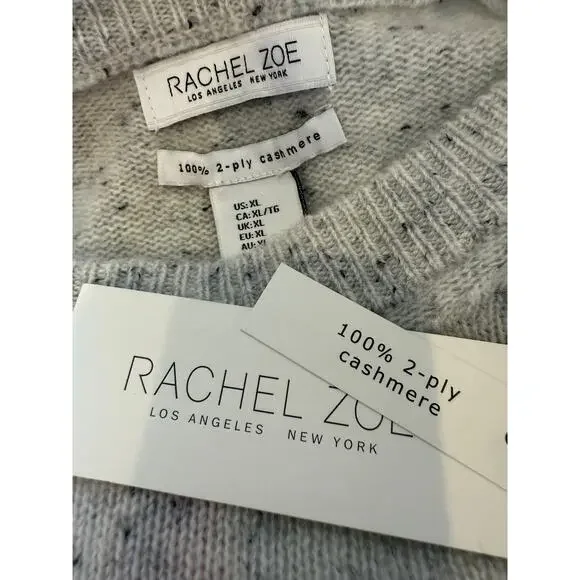 RACHEL ZOE
LOS ANGELES NEW YORK
100% 2-ply cashmere
US: XL
CA: XL/TG
UK: XL
EU: XL
AU:
100% 2-ply
cashmere
RACHEL ZOE
LOS ANGELES NEW YORK